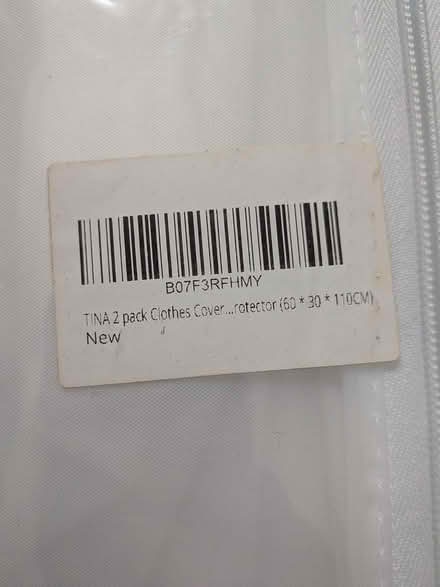 B07F3RFHMY
TINA 2 pack Clothes Cover...rotector (60 * 30 * 110CM)
New